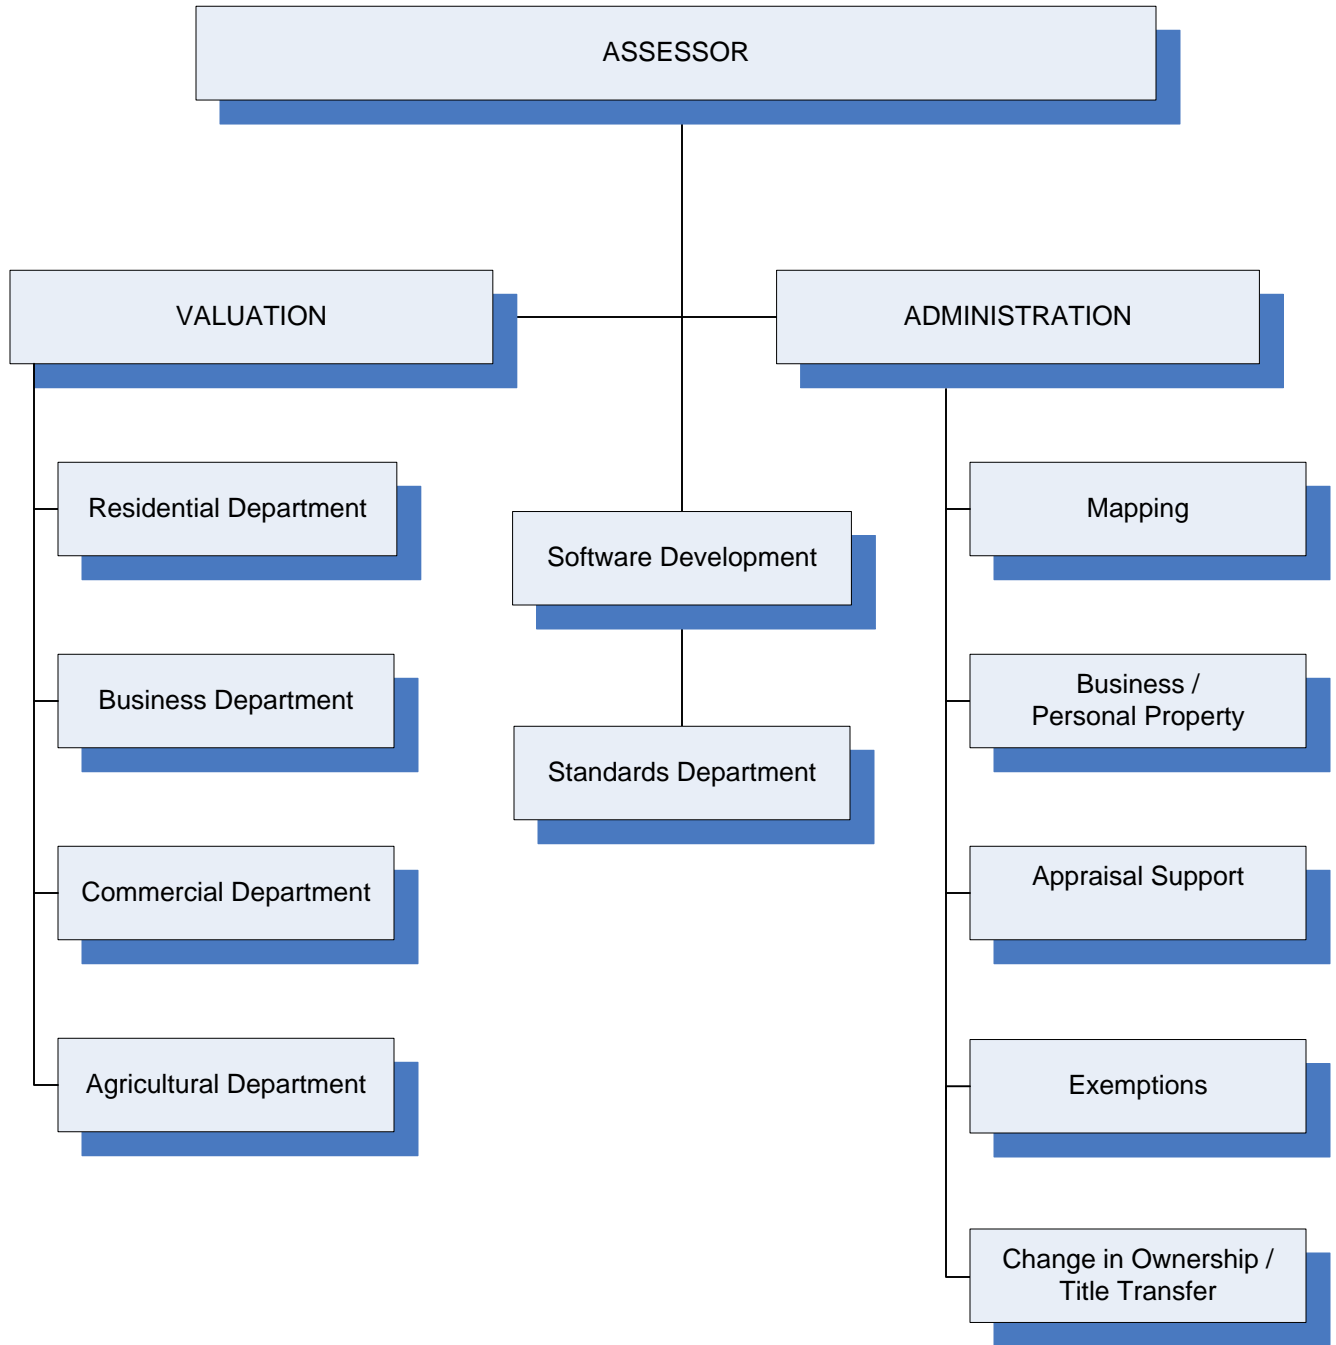 ASSESSOR
VALUATION
ADMINISTRATION
Residential Department
Business Department
Commercial Department
Agricultural Department
Software Development
Standards Department
Mapping
Business /
Personal Property
Appraisal Support
Exemptions
Change in Ownership /
Title Transfer